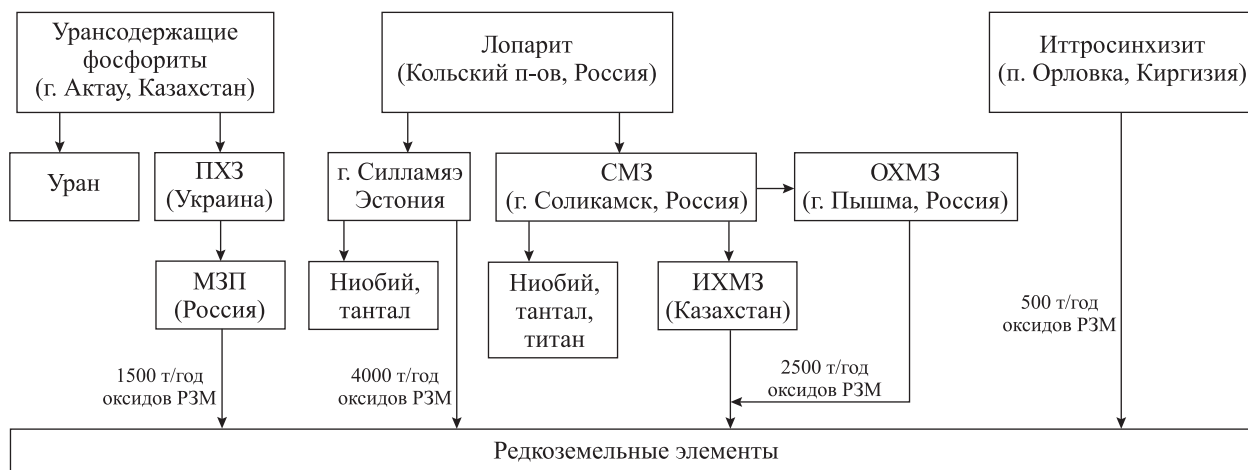 Урансодержащие
фосфориты
(г. Актау, Казахстан)
Лопарит
(Кольский п-ов, Россия)
Иттросинхизит
(п. Орловка, Киргизия)
Уран
ПХЗ
(Украина)
г. Силламяэ
Эстония
СМЗ
(г. Соликамск, Россия)
ОХМЗ
(г. Пышма, Россия)
МЗП
(Россия)
Ниобий,
тантал
Ниобий,
тантал,
титан
ИХМЗ
(Казахстан)
1500 т/год
оксидов РЗМ
4000 т/год
оксидов РЗМ
2500 т/год
оксидов РЗМ
500 т/год
оксидов РЗМ
Редкоземельные элементы